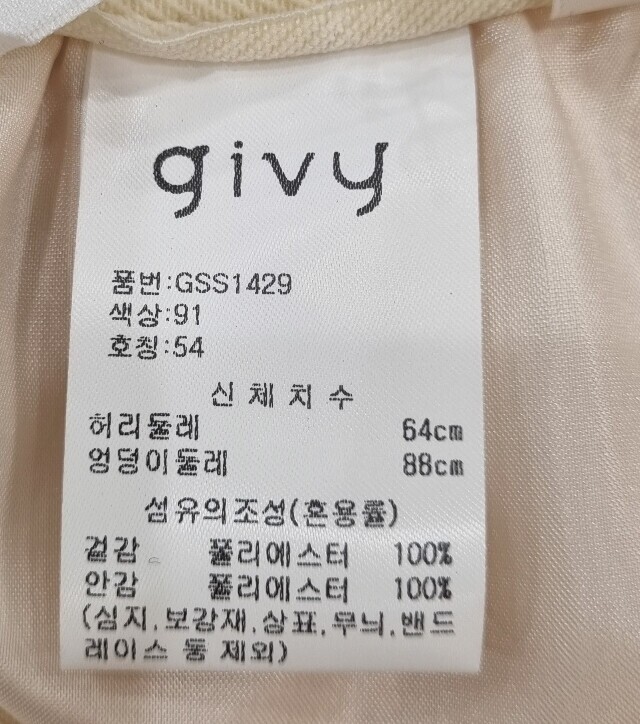 givy
품번:GSS1429
색상:91
호칭:54
신체치수
허리둘레 64cm
엉덩이둘레 88cm
섬유의조성(혼용률)
겉감 폴리에스터 100%
안감 폴리에스터 100%
(심지,보강재,상표,무늬,밴드
레이스 등 제외)